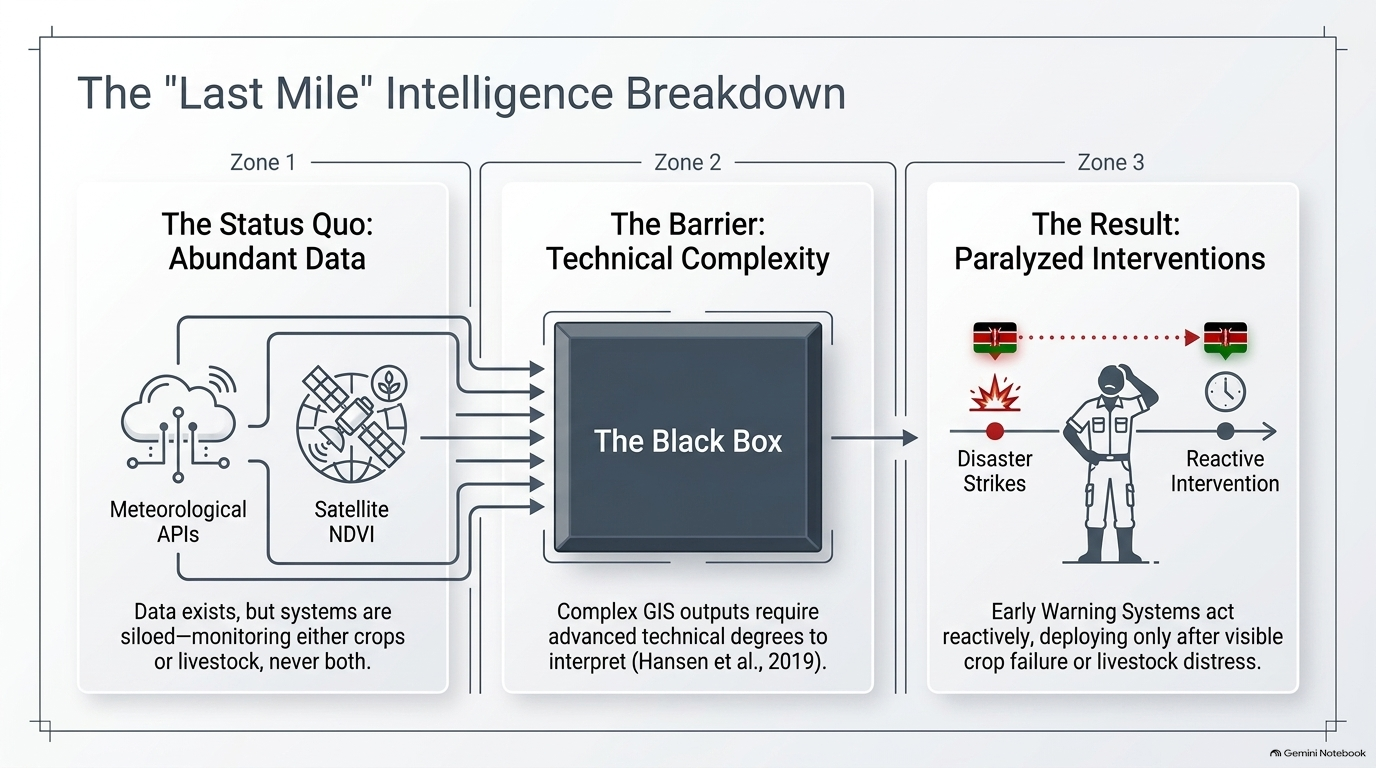 The "Last Mile" Intelligence Breakdown
Zone 1
The Status Quo:
Abundant Data
Meteorological
APIs
Satellite
NDVI
Data exists, but systems are
siloed—monitoring either crops
or livestock, never both.
Zone 2
The Barrier:
Technical Complexity
The Black Box
Complex GIS outputs require
advanced technical degrees to
interpret (Hansen et al., 2019).
Zone 3
The Result:
Paralyzed Interventions
Disaster
Strikes
Reactive
Intervention
Early Warning Systems act
reactively, deploying only after visible
crop failure or livestock distress.
Gemini Notebook